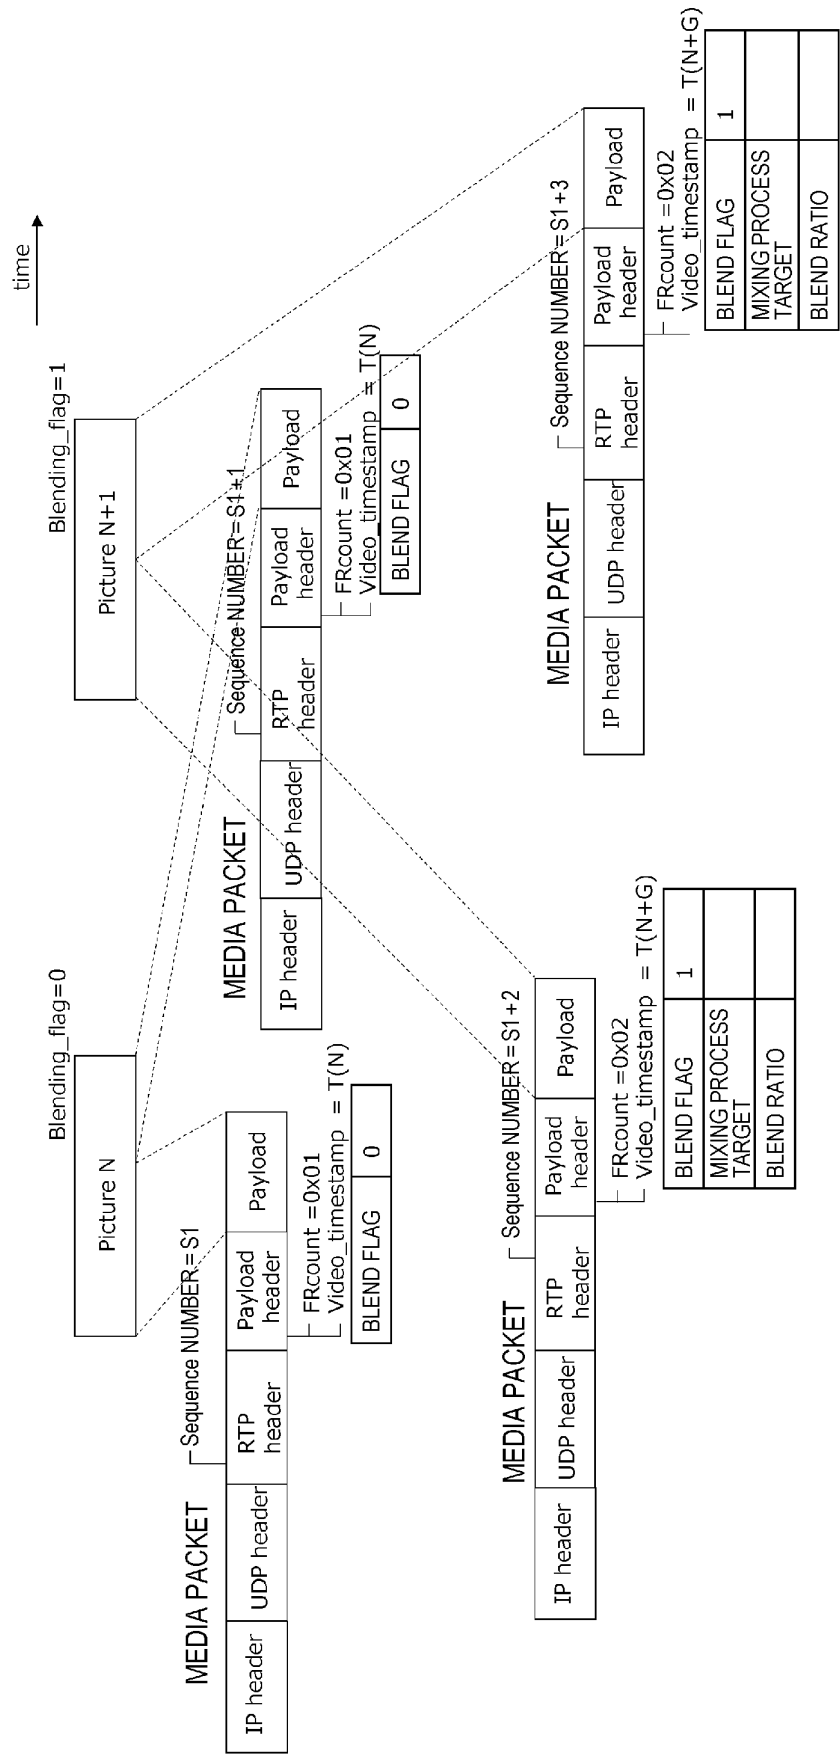 time
Blending_flag=0
Picture N
Blending_flag=1
Picture N+1
MEDIA PACKET
Sequence NUMBER=S1
IP header
UDP header
RTP
header
Payload
header
Payload
FRcount =0x01
Video_timestamp = T(N)
BLEND FLAG
0
MEDIA PACKET
Sequence NUMBER=S1+1
IP header
UDP header
RTP
header
Payload
header
Payload
FRcount =0x01
Video_timestamp = T(N)
BLEND FLAG
0
MEDIA PACKET
Sequence NUMBER=S1+2
IP header
UDP header
RTP
header
Payload
header
Payload
FRcount =0x02
Video_timestamp = T(N+G)
BLEND FLAG
1
MIXING PROCESS
TARGET
BLEND RATIO
MEDIA PACKET
Sequence NUMBER=S1+3
IP header
UDP header
RTP
header
Payload
header
Payload
FRcount =0x02
Video_timestamp = T(N+G)
BLEND FLAG
1
MIXING PROCESS
TARGET
BLEND RATIO